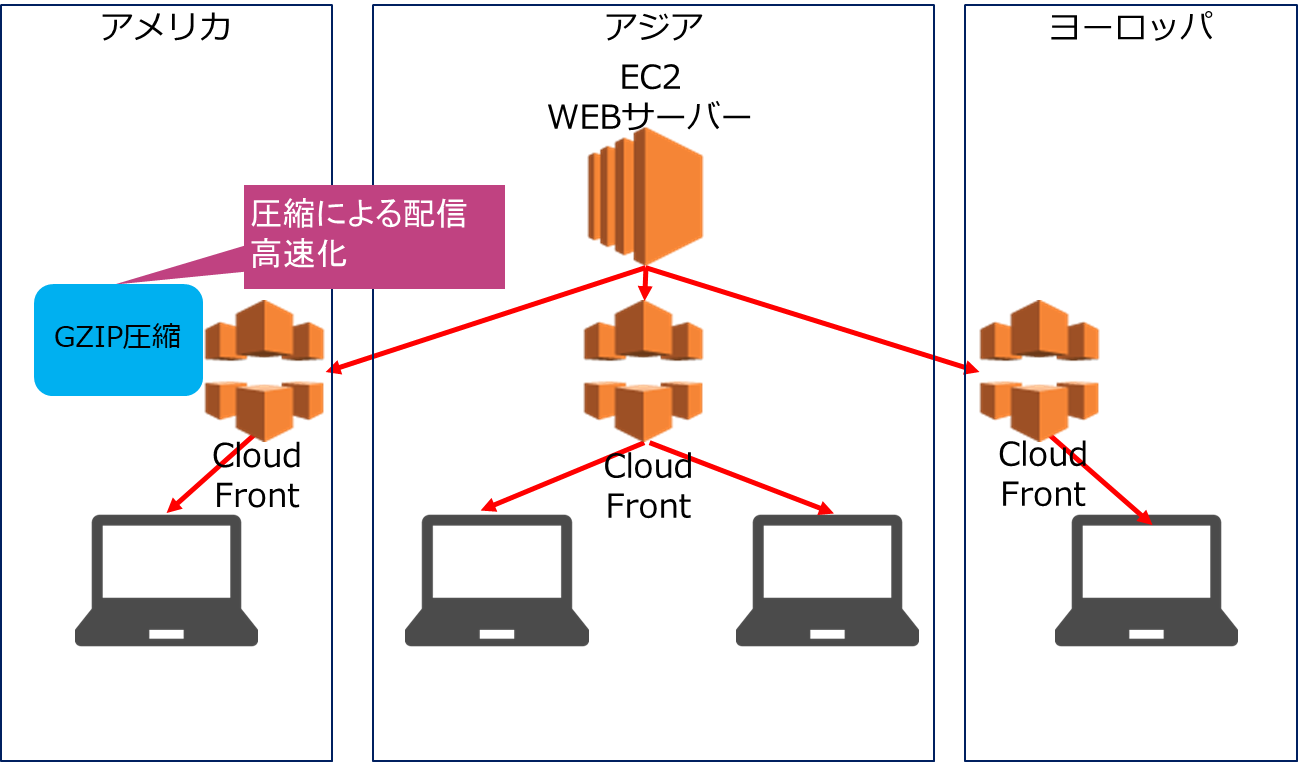 アメリカ
アジア
ヨーロッパ
EC2
WEBサーバー
圧縮による配信
高速化
GZIP圧縮
Cloud
Front
Cloud
Front
Cloud
Front